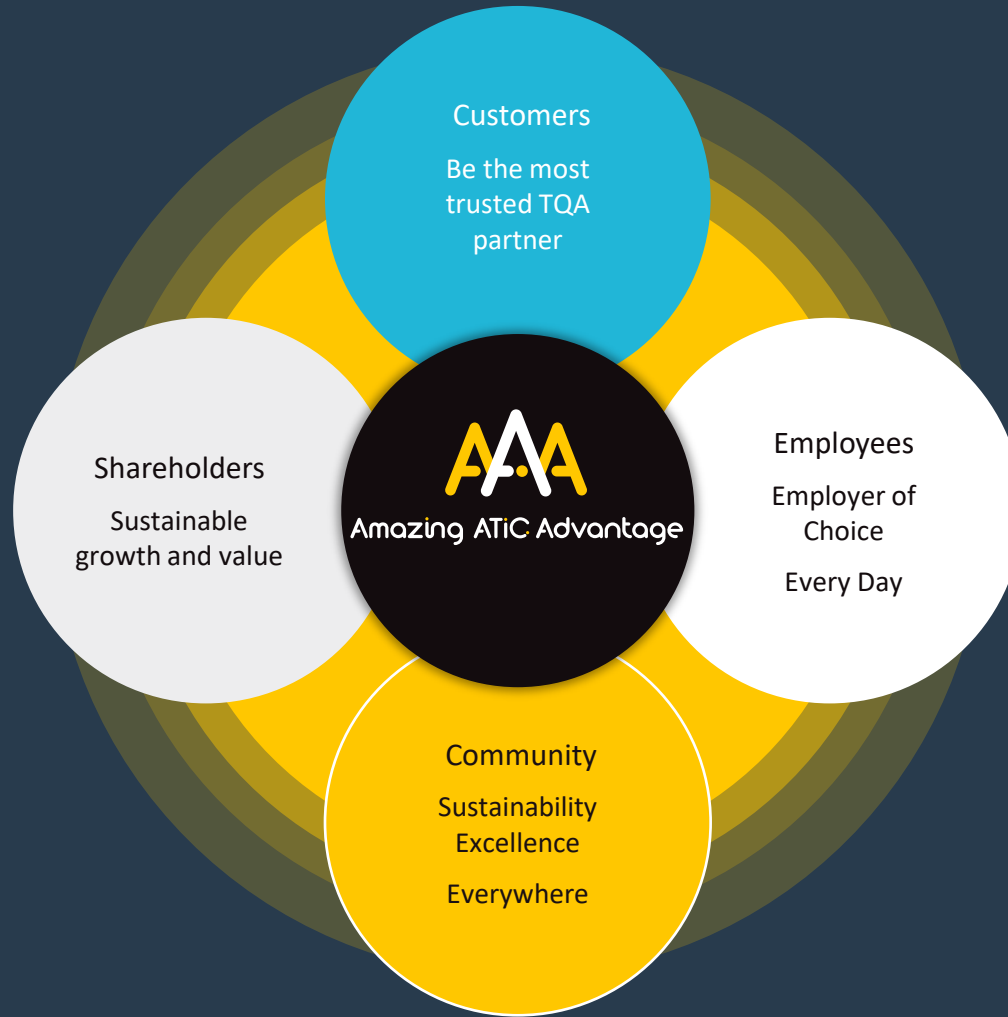 Customers
Be the most
trusted TQA
partner
Shareholders
Sustainable
growth and value
AAA
Amazing ATiC Advantage
Employees
Employer of
Choice
Every Day
Community
Sustainability
Excellence
Everywhere